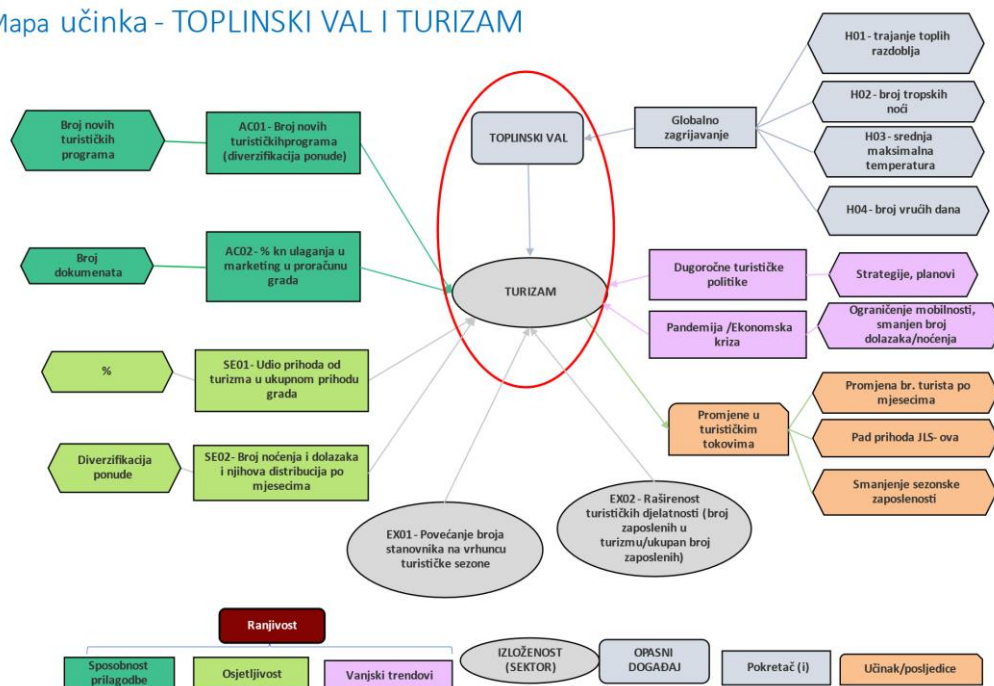 Mapa učinka - TOPLINSKI VAL I TURIZAM
Broj novih
turističkih
programa
AC01- Broj novih
turističkihprograma
(diverzifikacija ponude)
TOPLINSKI VAL
Globalno
zagrijavanje
H01 - trajanje toplih
razdoblja
H02 - broj tropskih
noći
H03 - srednja
maksimalna
temperatura
H04 - broj vrućih dana
Broj
dokumenata
AC02- % kn ulaganja u
marketing u proračunu
grada
TURIZAM
Dugoročne turističke
politike
Strategije, planovi
Pandemija /Ekonomska
kriza
Ograničenje mobilnosti,
smanjen broj
dolazaka/noćenja
%
SE01- Udio prihoda od
turizma u ukupnom prihodu
grada
Diverzifikacija
ponude
SE02- Broj noćenja i dolazaka
i njihova distribucija po
mjesecima
Promjene u
turističkim
tokovima
Promjena br. turista po
mjesecima
Pad prihoda JLS- ova
Smanjenje sezonske
zaposlenosti
EX01 - Povećanje broja
stanovnika na vrhuncu
turističke sezone
EX02 - Raširenost
turističkih djelatnosti (broj
zaposlenih u
turizmu/ukupan broj
zaposlenih)
Ranjivost
Sposobnost
prilagodbe
Osjetljivost
Vanjski trendovi
IZLOŽENOST
(SEKTOR)
OPASNI
DOGAĐAJ
Pokretač (i)
Učinak/posljedice